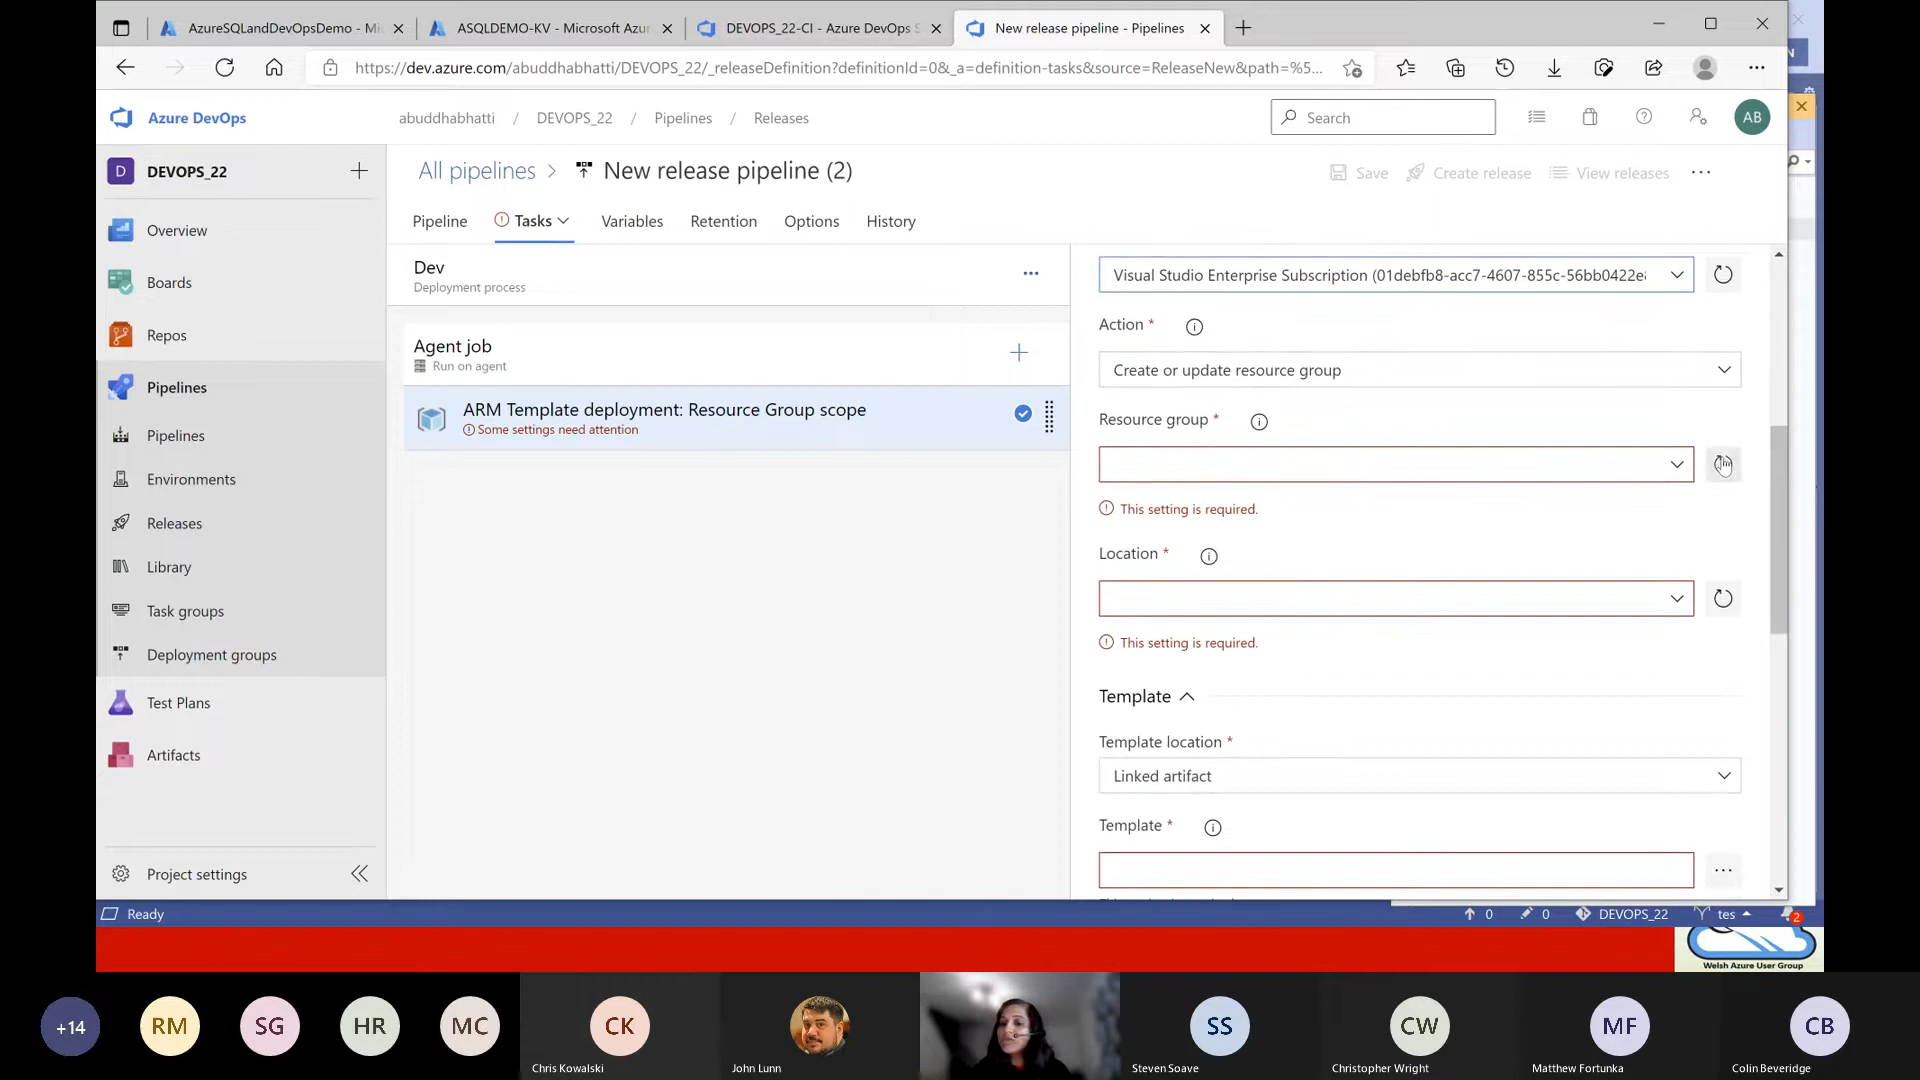 AzureSQLandDevOpsDemo - Mi
ASQLDEMO-KV - Microsoft Azur
DEVOPS_22-CI - Azure DevOps S
New release pipeline - Pipelines
https://dev.azure.com/abuddhabhatti/DEVOPS_22/_releaseDefinition?definitionId=0&_a=definition-tasks&source=ReleaseNew&path=%5...
Azure DevOps
abuddhabhatti / DEVOPS_22 / Pipelines / Releases
Search
AB
D DEVOPS_22
All pipelines > New release pipeline (2)
Save
Create release
View releases
Overview
Boards
Repos
Pipelines
Pipelines
Environments
Releases
Library
Task groups
Deployment groups
Test Plans
Artifacts
Project settings
Pipeline
Tasks
Variables
Retention
Options
History
Dev
Deployment process
Agent job
Run on agent
ARM Template deployment: Resource Group scope
Some settings need attention
Visual Studio Enterprise Subscription (01debfb8-acc7-4607-855c-56bb0422e
Action *
Create or update resource group
Resource group *
This setting is required.
Location *
This setting is required.
Template
Template location *
Linked artifact
Template *
Ready
0
0
DEVOPS_22
tes
2
Welsh Azure User Group
+14
RM
SG
HR
MC
CK
Chris Kowalski
John Lunn
SS
Steven Soave
CW
Christopher Wright
MF
Matthew Fortunka
CB
Colin Beveridge